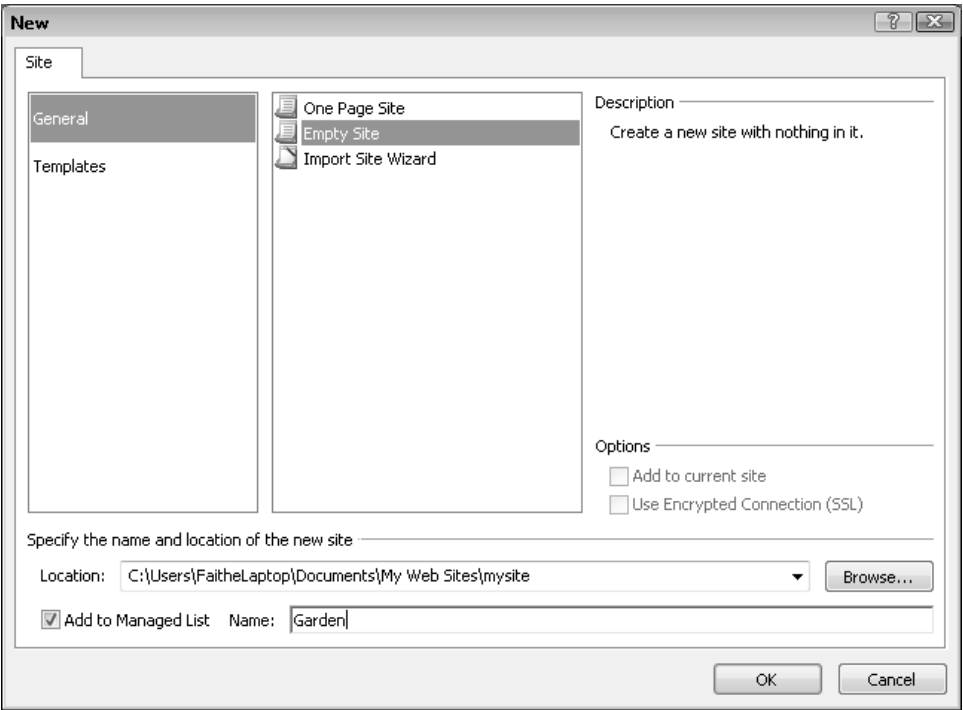 New
?
Site
General
Templates
One Page Site
Empty Site
Import Site Wizard
Description
Create a new site with nothing in it.
Options
Add to current site
Use Encrypted Connection (SSL)
Specify the name and location of the new site
Location: C:\Users\FaitheLaptop\Documents\My Web Sites\mysite Browse...
Add to Managed List Name: Garden
OK Cancel